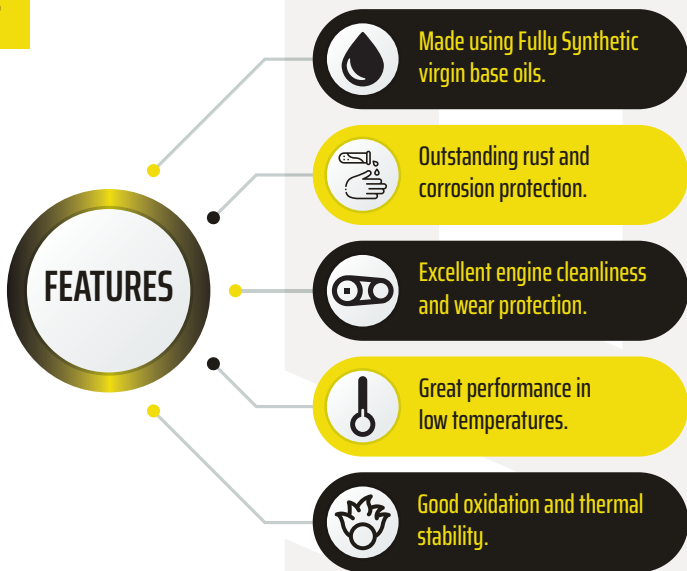 Made using Fully Synthetic
virgin base oils.
Outstanding rust and
corrosion protection.
FEATURES
Excellent engine cleanliness
and wear protection.
Great performance in
low temperatures.
Good oxidation and thermal
stability.